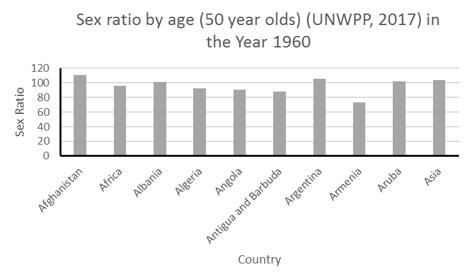 Sex ratio by age (50 year olds) (UNWPP, 2017) in
the Year 1960
120
100
80
60
40
20
0
Sex Ratio
Afghanistan
Africa
Albania
Algeria
Angola
Antigua and Barbuda
Argentina
Armenia
Aruba
Asia
Country